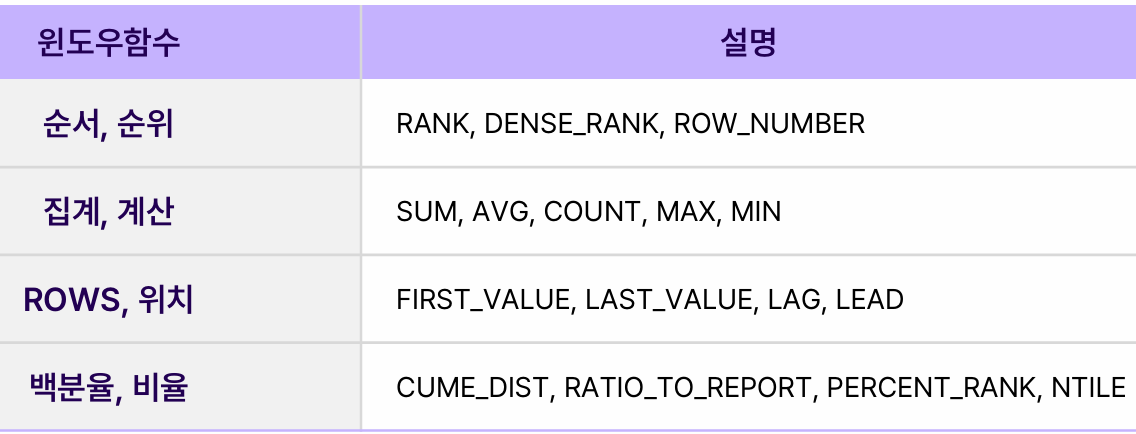 윈도우함수 설명
순서, 순위 RANK, DENSE_RANK, ROW_NUMBER
집계, 계산 SUM, AVG, COUNT, MAX, MIN
ROWS, 위치 FIRST_VALUE, LAST_VALUE, LAG, LEAD
백분율, 비율 CUME_DIST, RATIO_TO_REPORT, PERCENT_RANK, NTILE